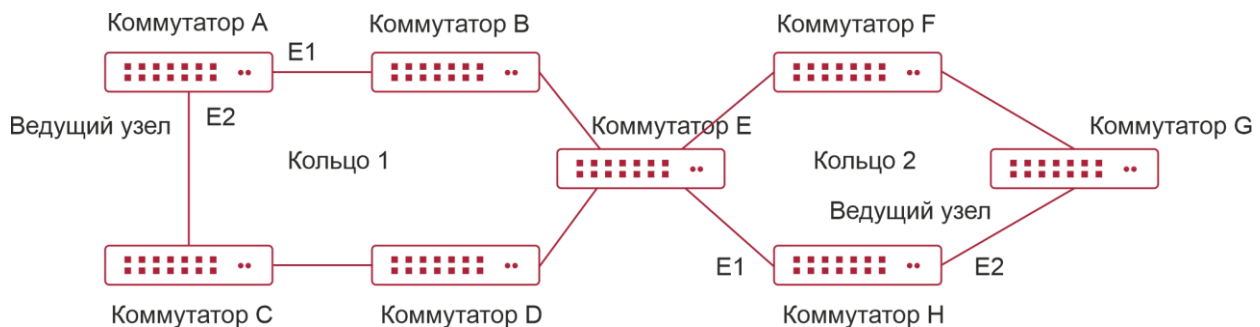 Коммутатор A
Коммутатор B
Коммутатор F
E1
E2
Ведущий узел
Коммутатор E
Коммутатор G
Кольцо 1
Кольцо 2
Ведущий узел
E1
E2
Коммутатор C
Коммутатор D
Коммутатор H